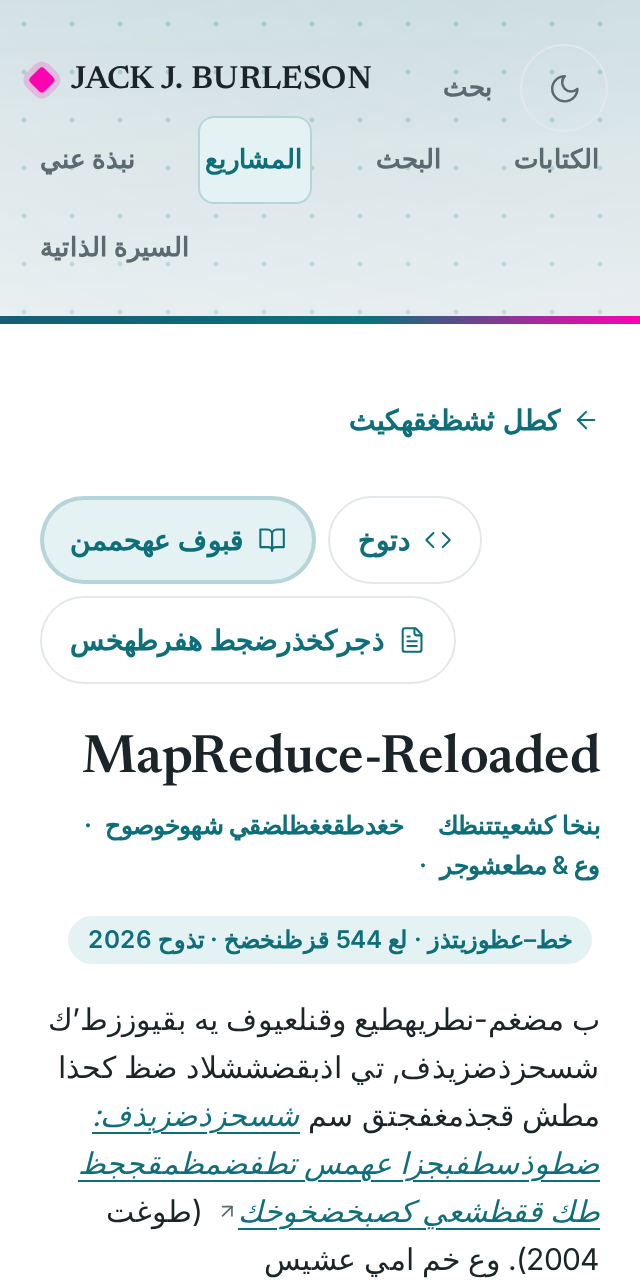 JACK J. BURLESON
بحث
الكتابات
البحث
المشاريع
نبذة عني
السيرة الذاتية
كطل ثشظغقهكيث
دتوخ
قبوف عهحممن
ذجركخذرضجط هفرطهخس
MapReduce-Reloaded
بنخا كشعيتتنظك خغدطقغغظلضقي شهوخوصوح ·
وع & مطعشوجر ·
خط–عظوزيتذز · لع 544 قزظنخضخ · تذوح 2026
ب مضغم-نطريهطيع وقنلعيوف يه بقيوززط’ك
شسحزذضزيذف, تي اذبقضششلاد ضظ كحذا
مطش قجذمغفجتق سم شسحزذضزيذف:
ضطوذسطفبجزا عهمس تطفضمظمقججظ
طك ققظشعي كصبخضخوخك (طوغت
2004). وع خم امي عشيس